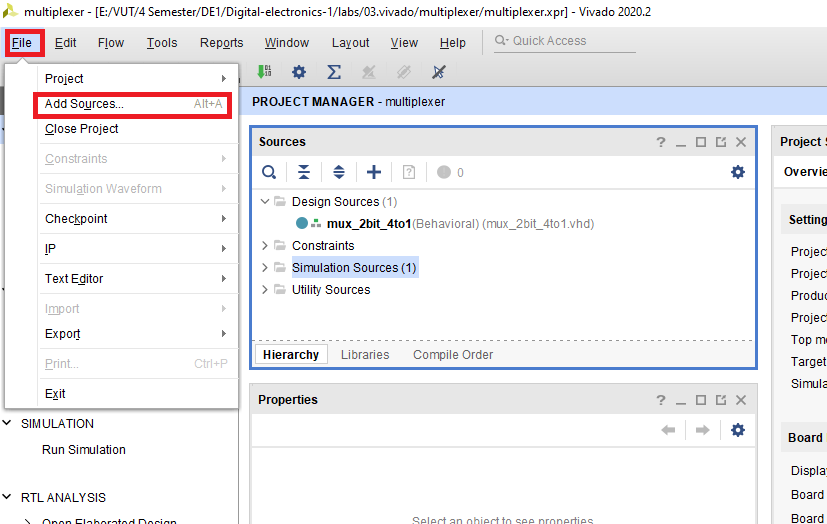 multiplexer - [E:/VUT/4 Semester/DE1/Digital-electronics-1/labs/03.vivado/multiplexer/multiplexer.xpr] - Vivado 2020.2
File Edit Flow Tools Reports Window Layout View Help Quick Access
Project
Add Sources... Alt+A
Close Project
Constraints
Simulation Waveform
Checkpoint
IP
Text Editor
Import
Export
Print... Ctrl+P
Exit
SIMULATION
Run Simulation
RTL ANALYSIS
Open Elaborated Design
PROJECT MANAGER - multiplexer
Sources
0
Design Sources (1)
mux_2bit_4to1(Behavioral) (mux_2bit_4to1.vhd)
Constraints
Simulation Sources (1)
Utility Sources
Hierarchy Libraries Compile Order
Properties
Select an object to see properties
Project S
Overvie
Setting
Project
Project
Produ
Project
Top m
Target
Simula
Board
Display
Board
Board